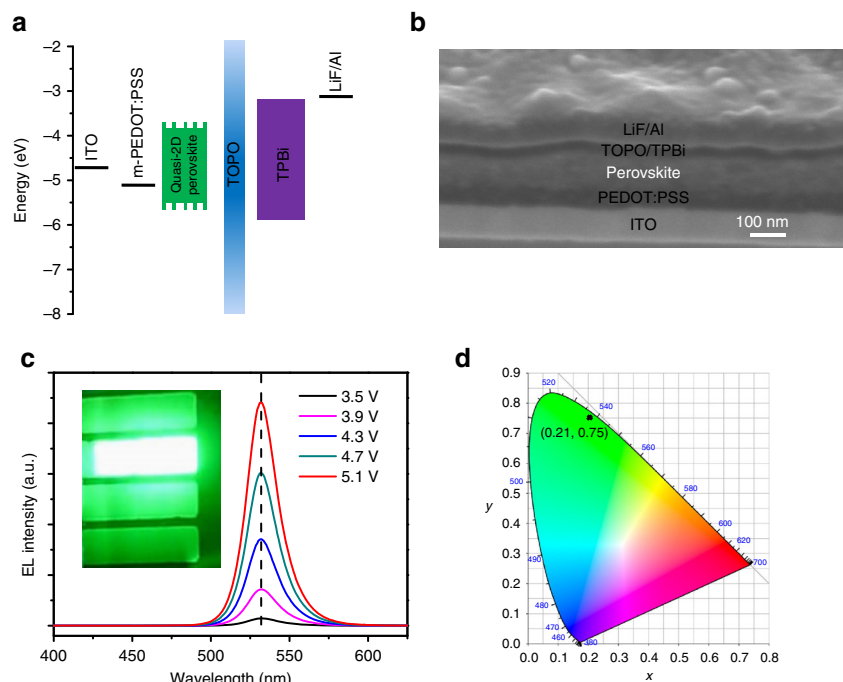 a
Energy (eV)
−2
−3
−4
−5
−6
−7
−8
ITO
m-PEDOT:PSS
Quasi-2D
perovskite
TOPO
TPBi
LiF/Al
b
LiF/Al
TOPO/TPBi
Perovskite
PEDOT:PSS
ITO
100 nm
c
EL intensity (a.u.)
3.5 V
3.9 V
4.3 V
4.7 V
5.1 V
400
450
500
550
600
Wavelength (nm)
d
y
0.9
0.8
0.7
0.6
0.5
0.4
0.3
0.2
0.1
0.0
520
540
(0.21, 0.75)
560
500
580
600
620
490
700
480
470
460
0.0 0.1 0.2 0.3 0.4 0.5 0.6 0.7 0.8
x